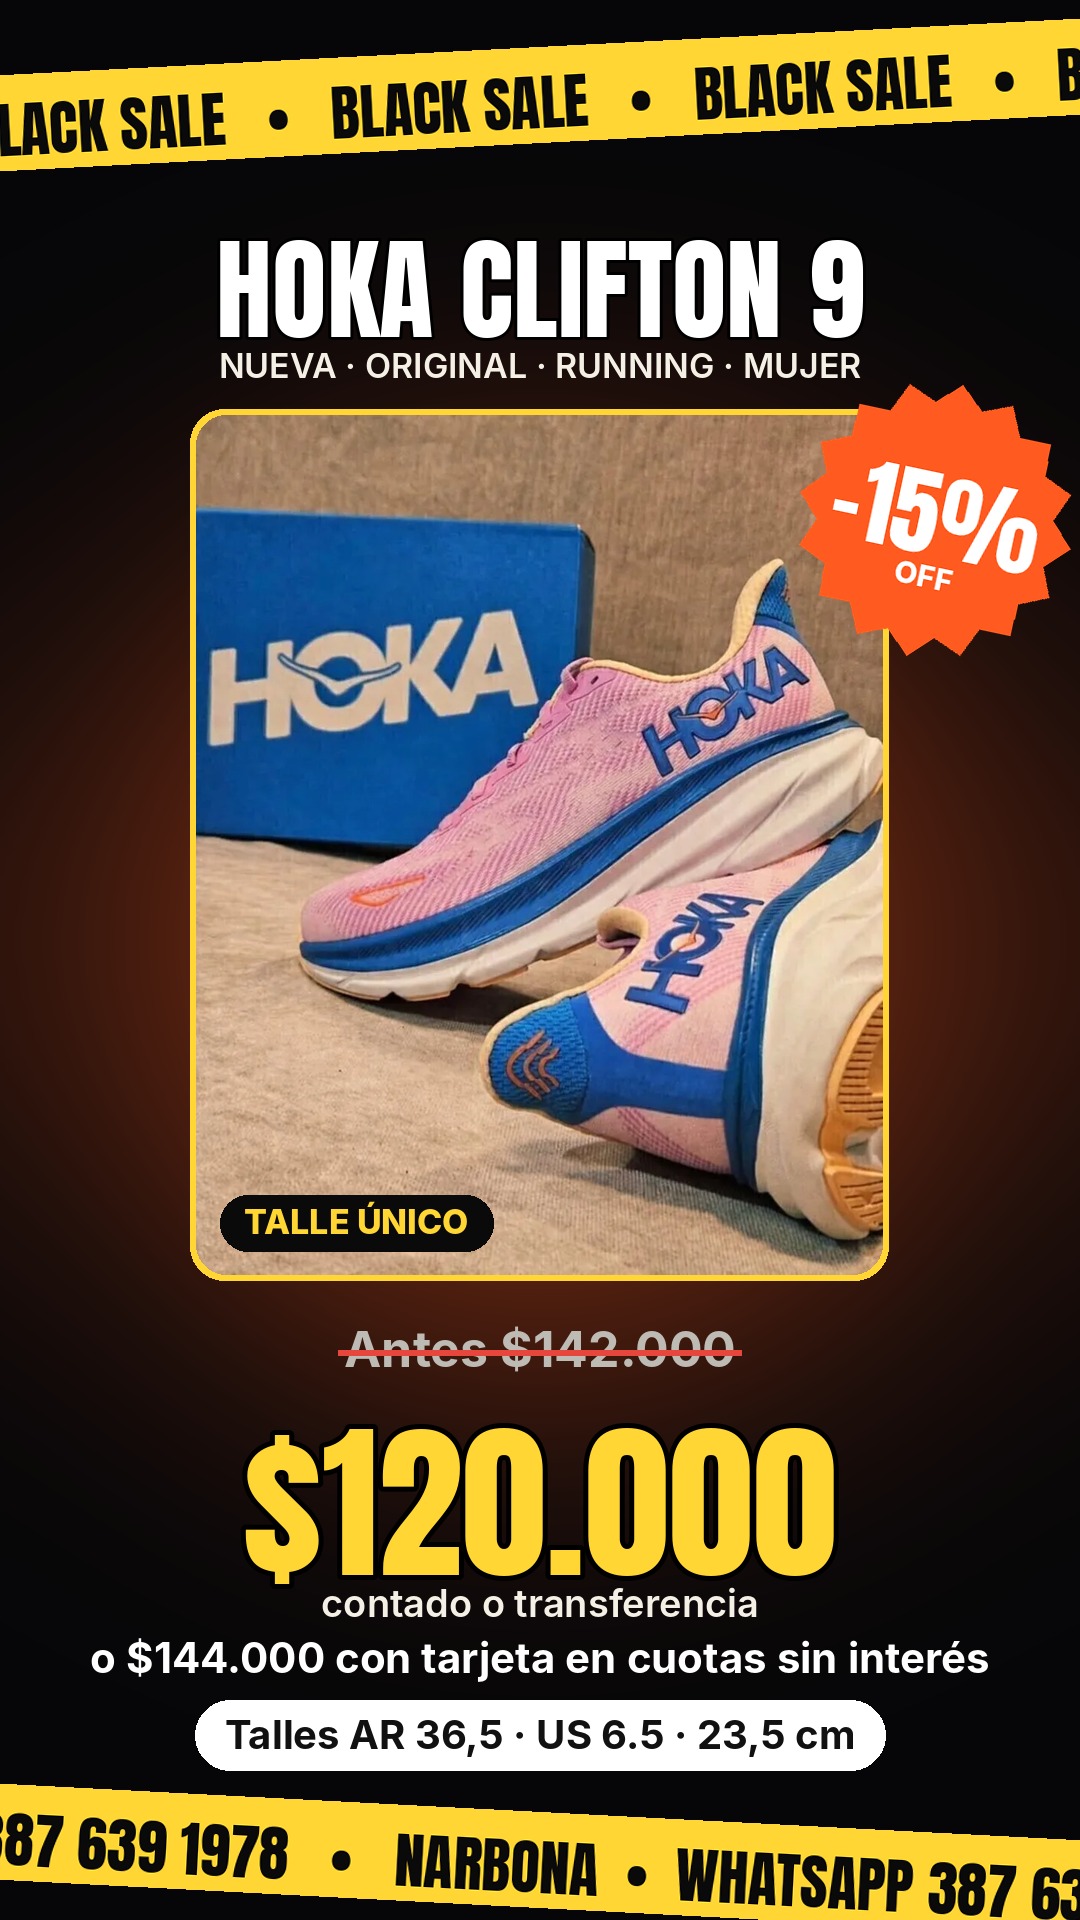 LACK SALE • BLACK SALE • BLACK SALE • B
HOKA CLIFTON 9
NUEVA · ORIGINAL · RUNNING · MUJER
-15%
OFF
HOKA
HOKA
HOKA
TALLE ÚNICO
Antes $142.000
$120.000
contado o transferencia
o $144.000 con tarjeta en cuotas sin interés
Talles AR 36,5 · US 6.5 · 23,5 cm
387 639 1978 • NARBONA • WHATSAPP 387 63